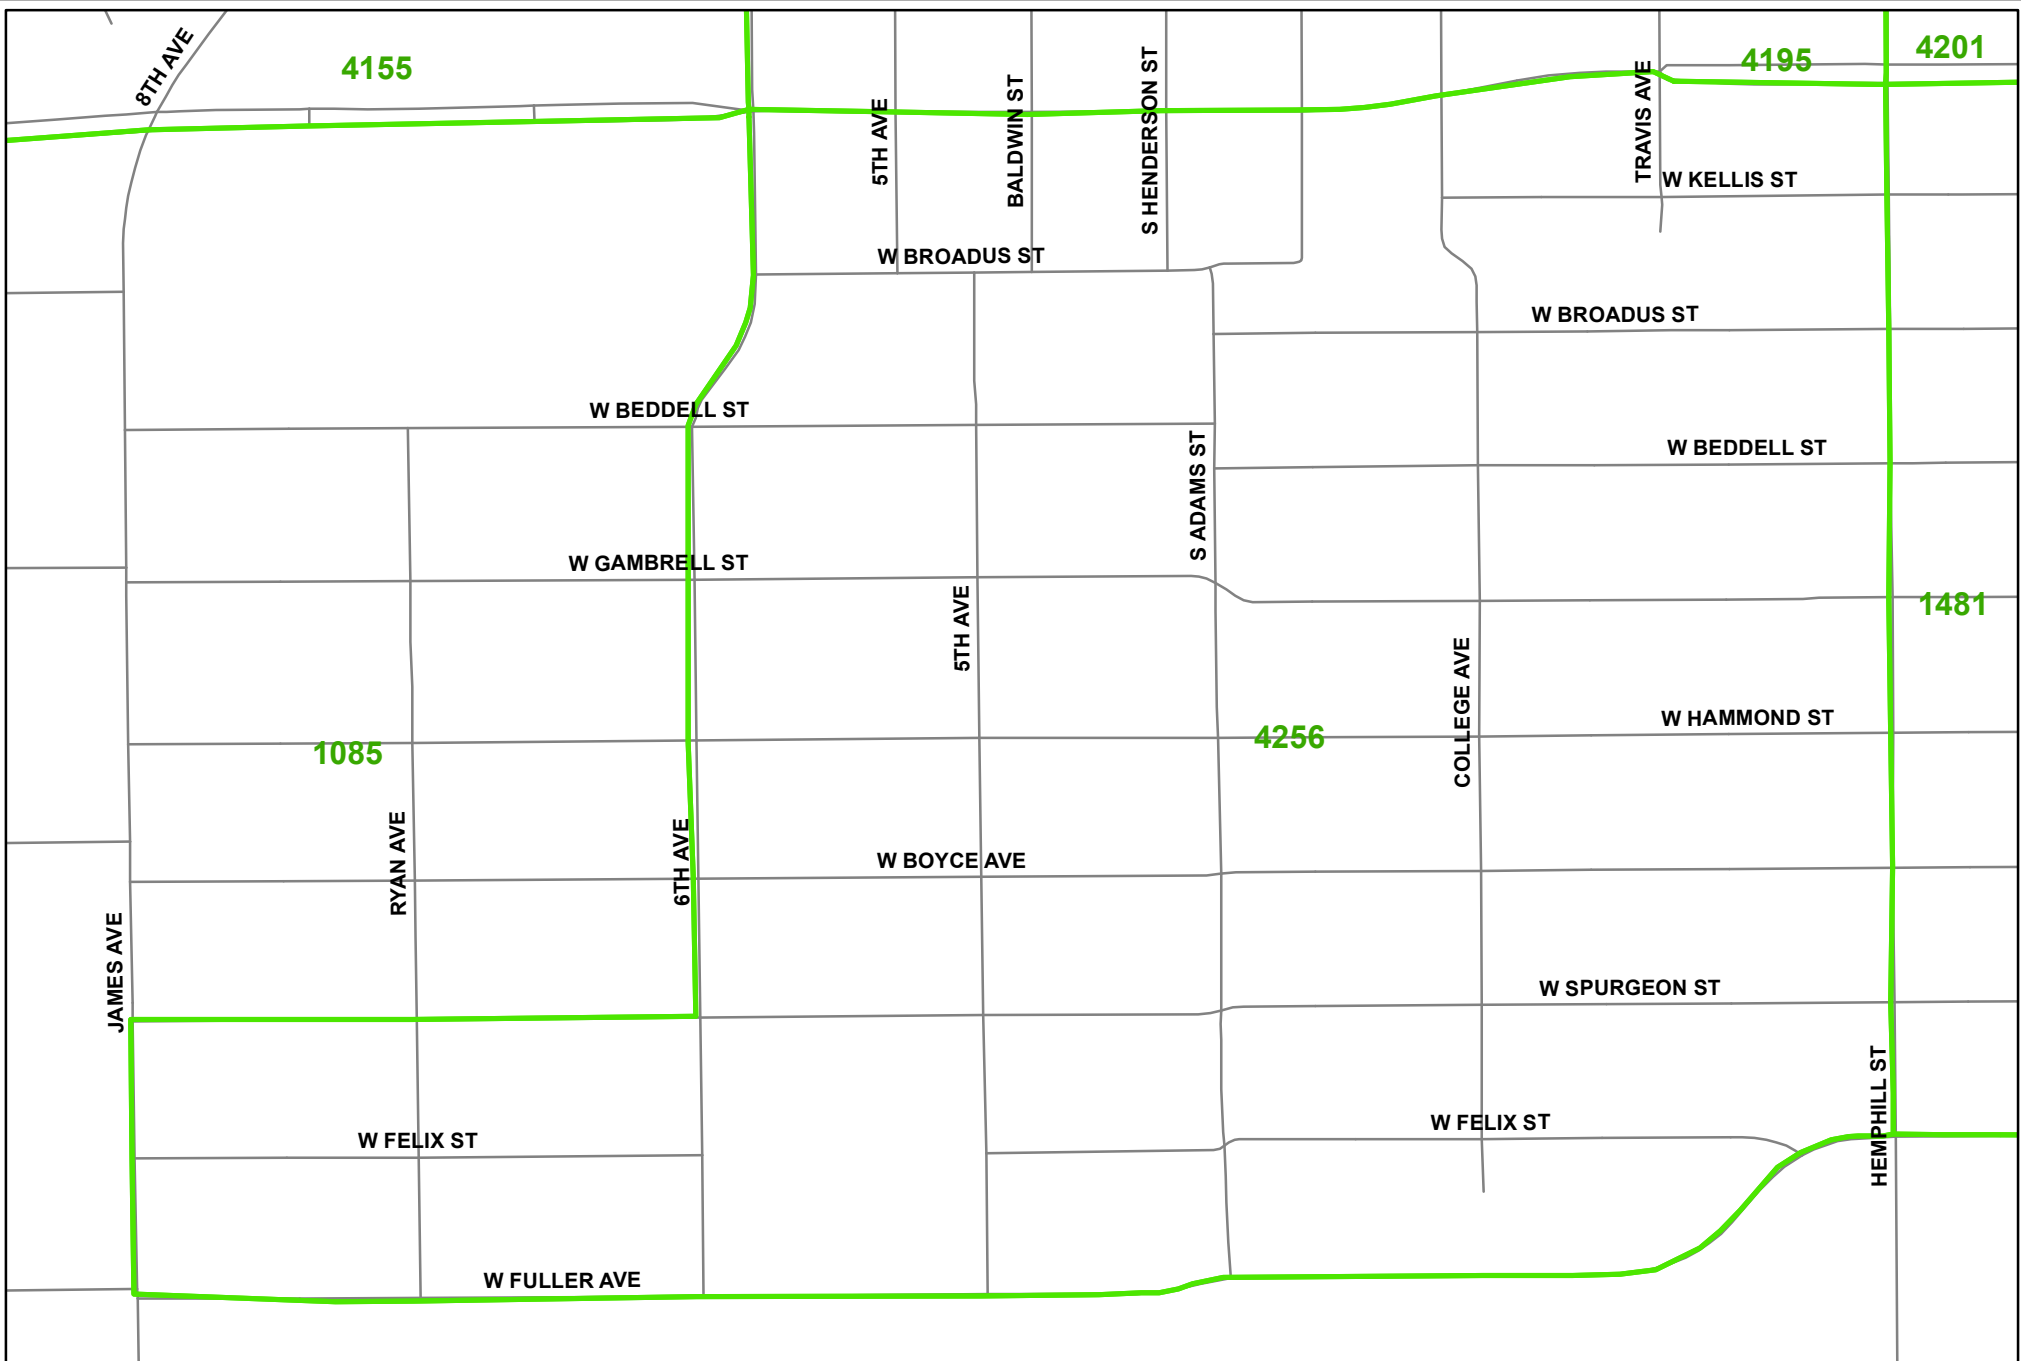 8TH AVE
4155
4195
4201
5TH AVE
BALDWIN ST
S HENDERSON ST
TRAVIS AVE
W KELLIS ST
W BROADUS ST
W BROADUS ST
W BEDDELL ST
W BEDDELL ST
S ADAMS ST
W GAMBRELL ST
5TH AVE
1481
COLLEGE AVE
W HAMMOND ST
4256
1085
RYAN AVE
6TH AVE
W BOYCE AVE
JAMES AVE
W SPURGEON ST
HEMPHILL ST
W FELIX ST
W FELIX ST
W FULLER AVE